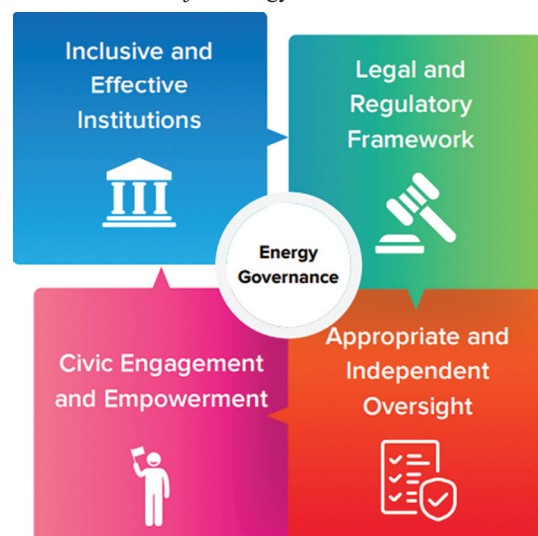 Inclusive and
Effective
Institutions
Legal and
Regulatory
Framework
Energy
Governance
Civic Engagement
and Empowerment
Appropriate and
Independent
Oversight